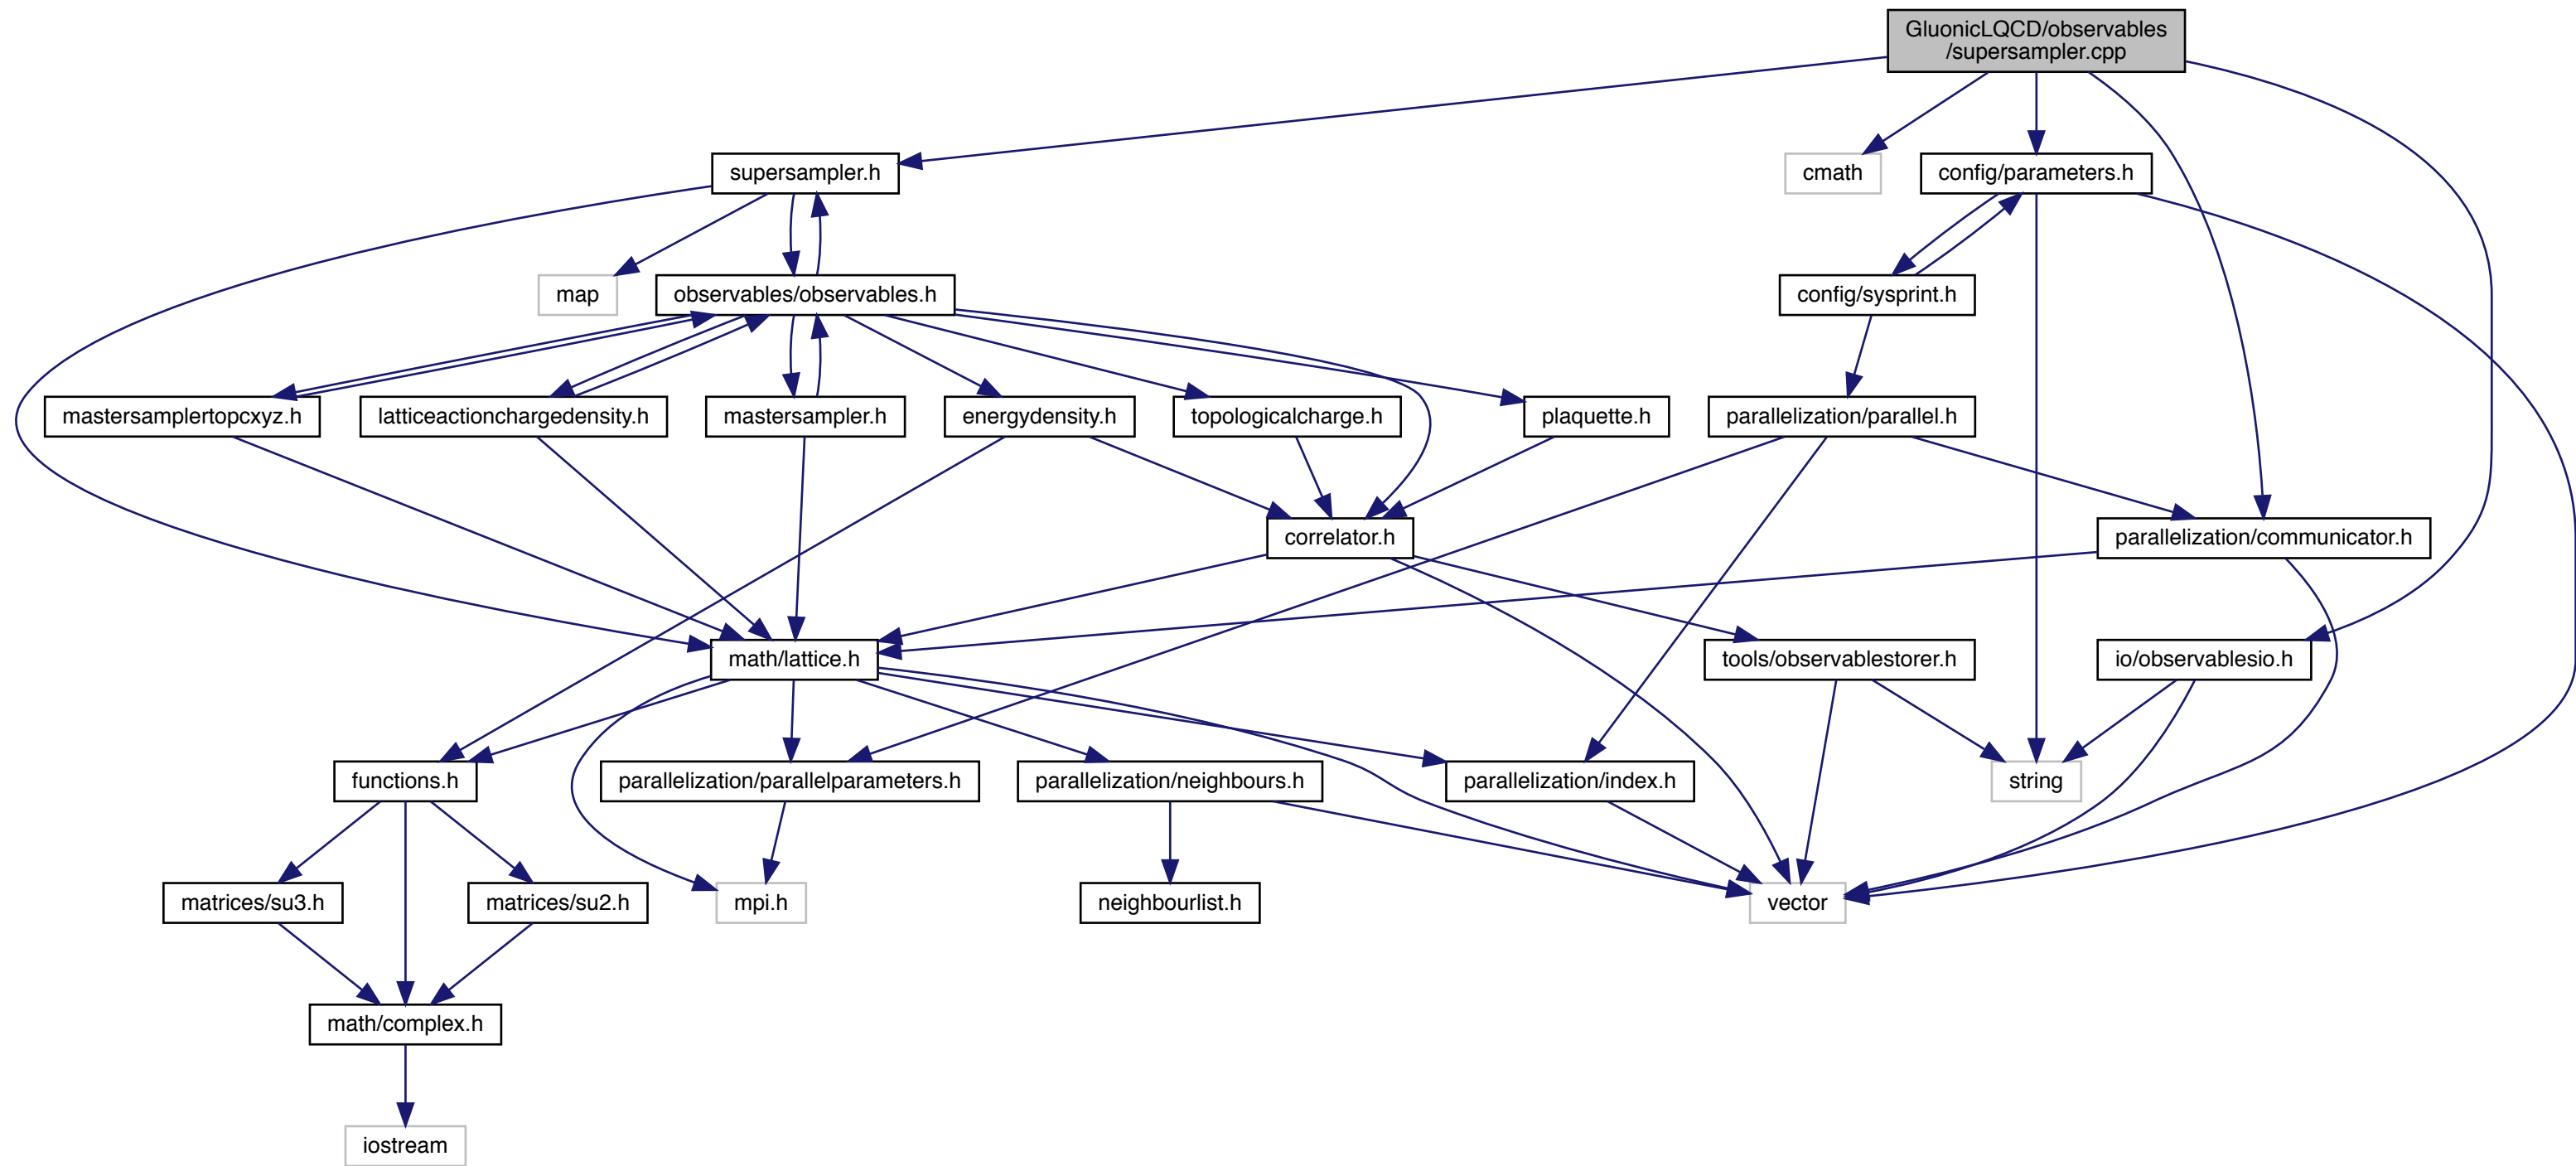 GluonicLQCD/observables
/supersampler.cpp
supersampler.h
cmath
config/parameters.h
map
observables/observables.h
config/sysprint.h
mastersamplertopcxyz.h
latticeactionchargedensity.h
mastersampler.h
energydensity.h
topologicalcharge.h
plaquette.h
parallelization/parallel.h
correlator.h
parallelization/communicator.h
math/lattice.h
tools/observablestorer.h
io/observablesio.h
functions.h
parallelization/parallelparameters.h
parallelization/neighbours.h
parallelization/index.h
string
matrices/su3.h
matrices/su2.h
mpi.h
neighbourlist.h
vector
math/complex.h
iostream